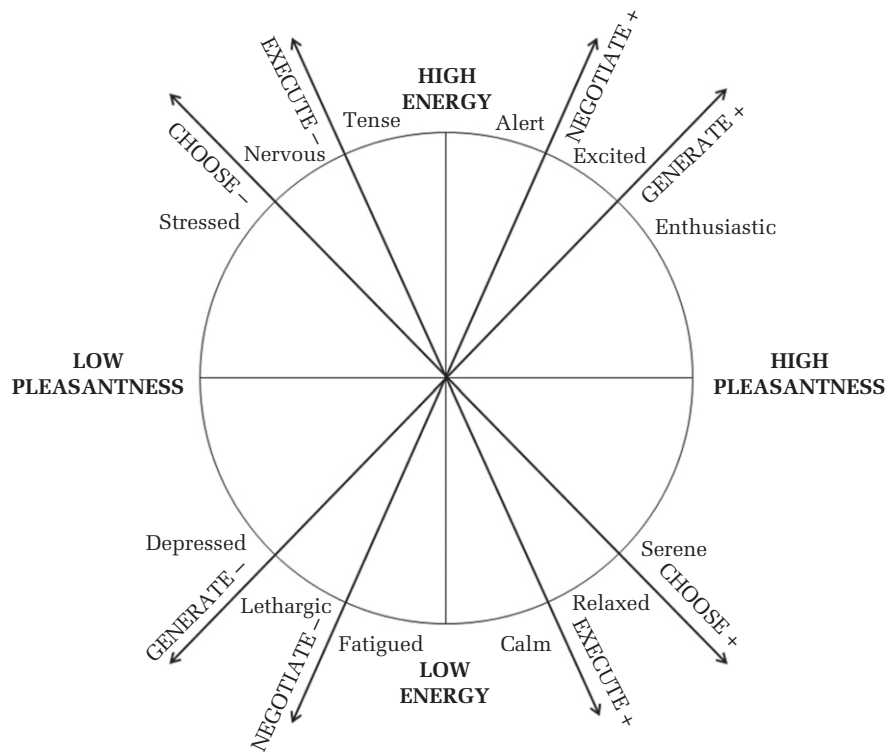 EXECUTE –
NEGOTIATE +
HIGH
ENERGY
CHOOSE –
GENERATE +
Tense
Alert
Nervous
Excited
Stressed
Enthusiastic
LOW
PLEASANTNESS
HIGH
PLEASANTNESS
Depressed
Serene
GENERATE –
CHOOSE +
Lethargic
Relaxed
NEGOTIATE –
Fatigued
Calm
EXECUTE +
LOW
ENERGY